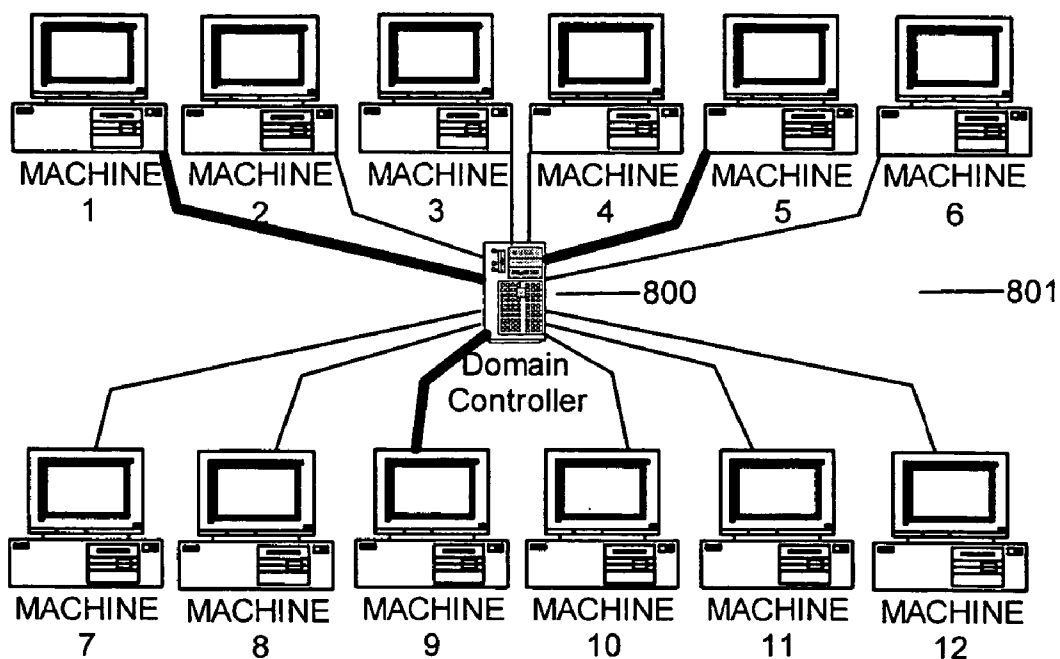 MACHINE MACHINE MACHINE MACHINE MACHINE MACHINE
1 2 3 4 5 6
800 801
Domain
Controller
MACHINE MACHINE MACHINE MACHINE MACHINE MACHINE
7 8 9 10 11 12